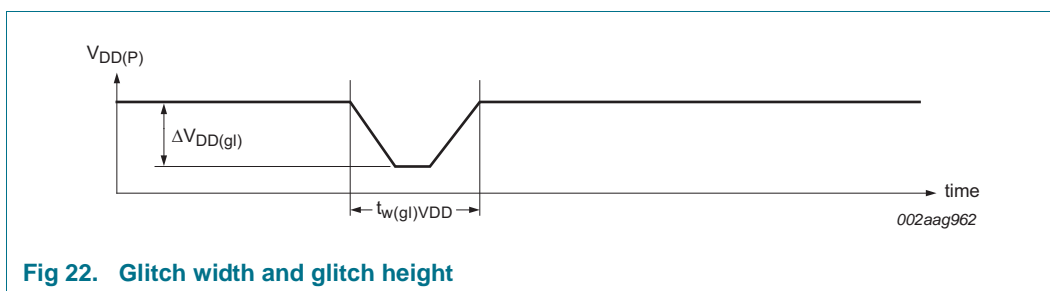 VDD(P)
ΔVDD(gl)
time
tw(gl)VDD
002aag962
Fig 22. Glitch width and glitch height